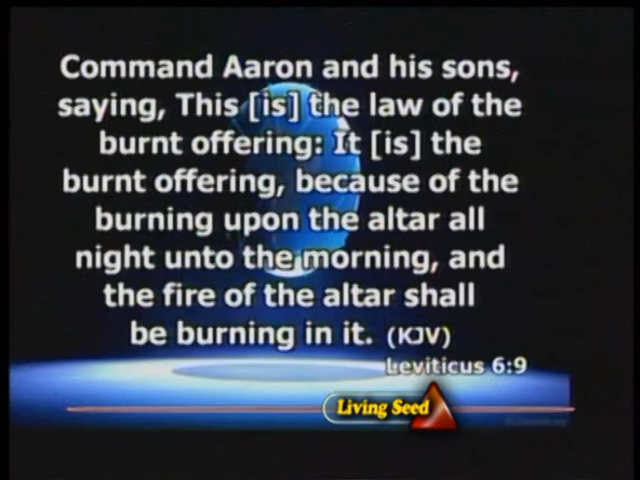 Command Aaron and his sons,
saying, This [is] the law of the
burnt offering: It [is] the
burnt offering, because of the
burning upon the altar all
night unto the morning, and
the fire of the altar shall
be burning in it. (KJV)
Leviticus 6:9
Living Seed